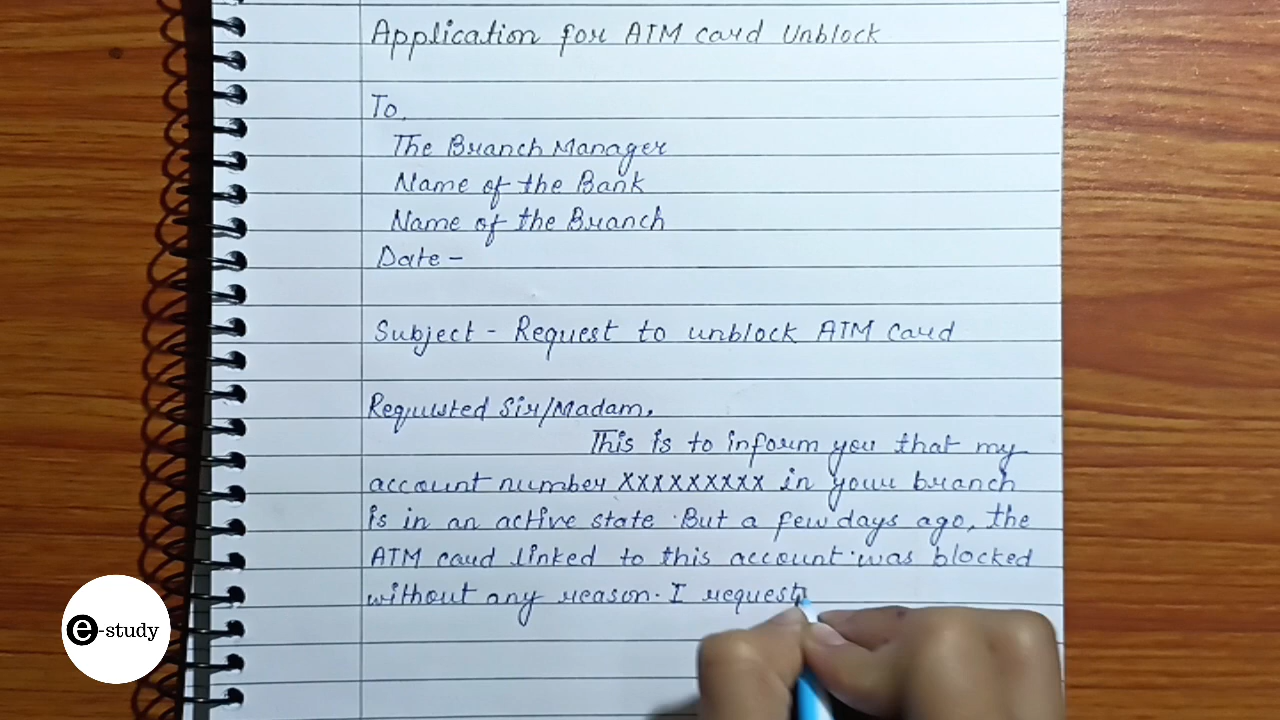 Application for ATM card Unblock
To,
The Branch Manager
Name of the Bank
Name of the Branch
Date -
Subject - Request to unblock ATM card
Requested Sir/Madam,
This is to inform you that my
account number XXXXXXXXX in your branch
is in an active state. But a few days ago, the
ATM card linked to this account was blocked
without any reason. I request
e-study